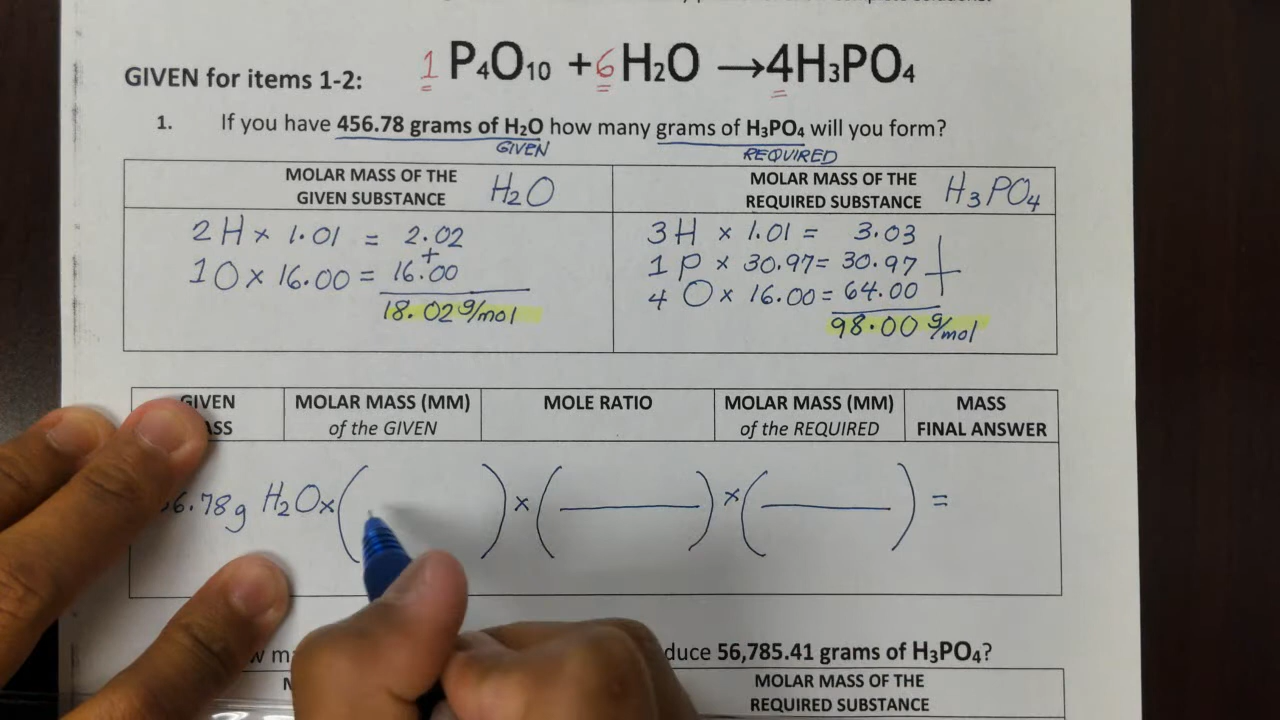 GIVEN for items 1-2: 1 P4O10 + 6 H2O → 4H3PO4
1. If you have 456.78 grams of H2O how many grams of H3PO4 will you form?
GIVEN REQUIRED
MOLAR MASS OF THE GIVEN SUBSTANCE H2O
MOLAR MASS OF THE REQUIRED SUBSTANCE H3PO4
2 H x 1.01 = 2.02
+
1 O x 16.00 = 16.00
18.02 g/mol
3 H x 1.01 = 3.03
1 P x 30.97 = 30.97 +
4 O x 16.00 = 64.00
98.00 g/mol
GIVEN
MOLAR MASS (MM)
of the GIVEN
MOLE RATIO
MOLAR MASS (MM)
of the REQUIRED
MASS
FINAL ANSWER
6.78g H2O x ( ) x ( ) x ( ) =
56,785.41 grams of H3PO4?
MOLAR MASS OF THE
REQUIRED SUBSTANCE